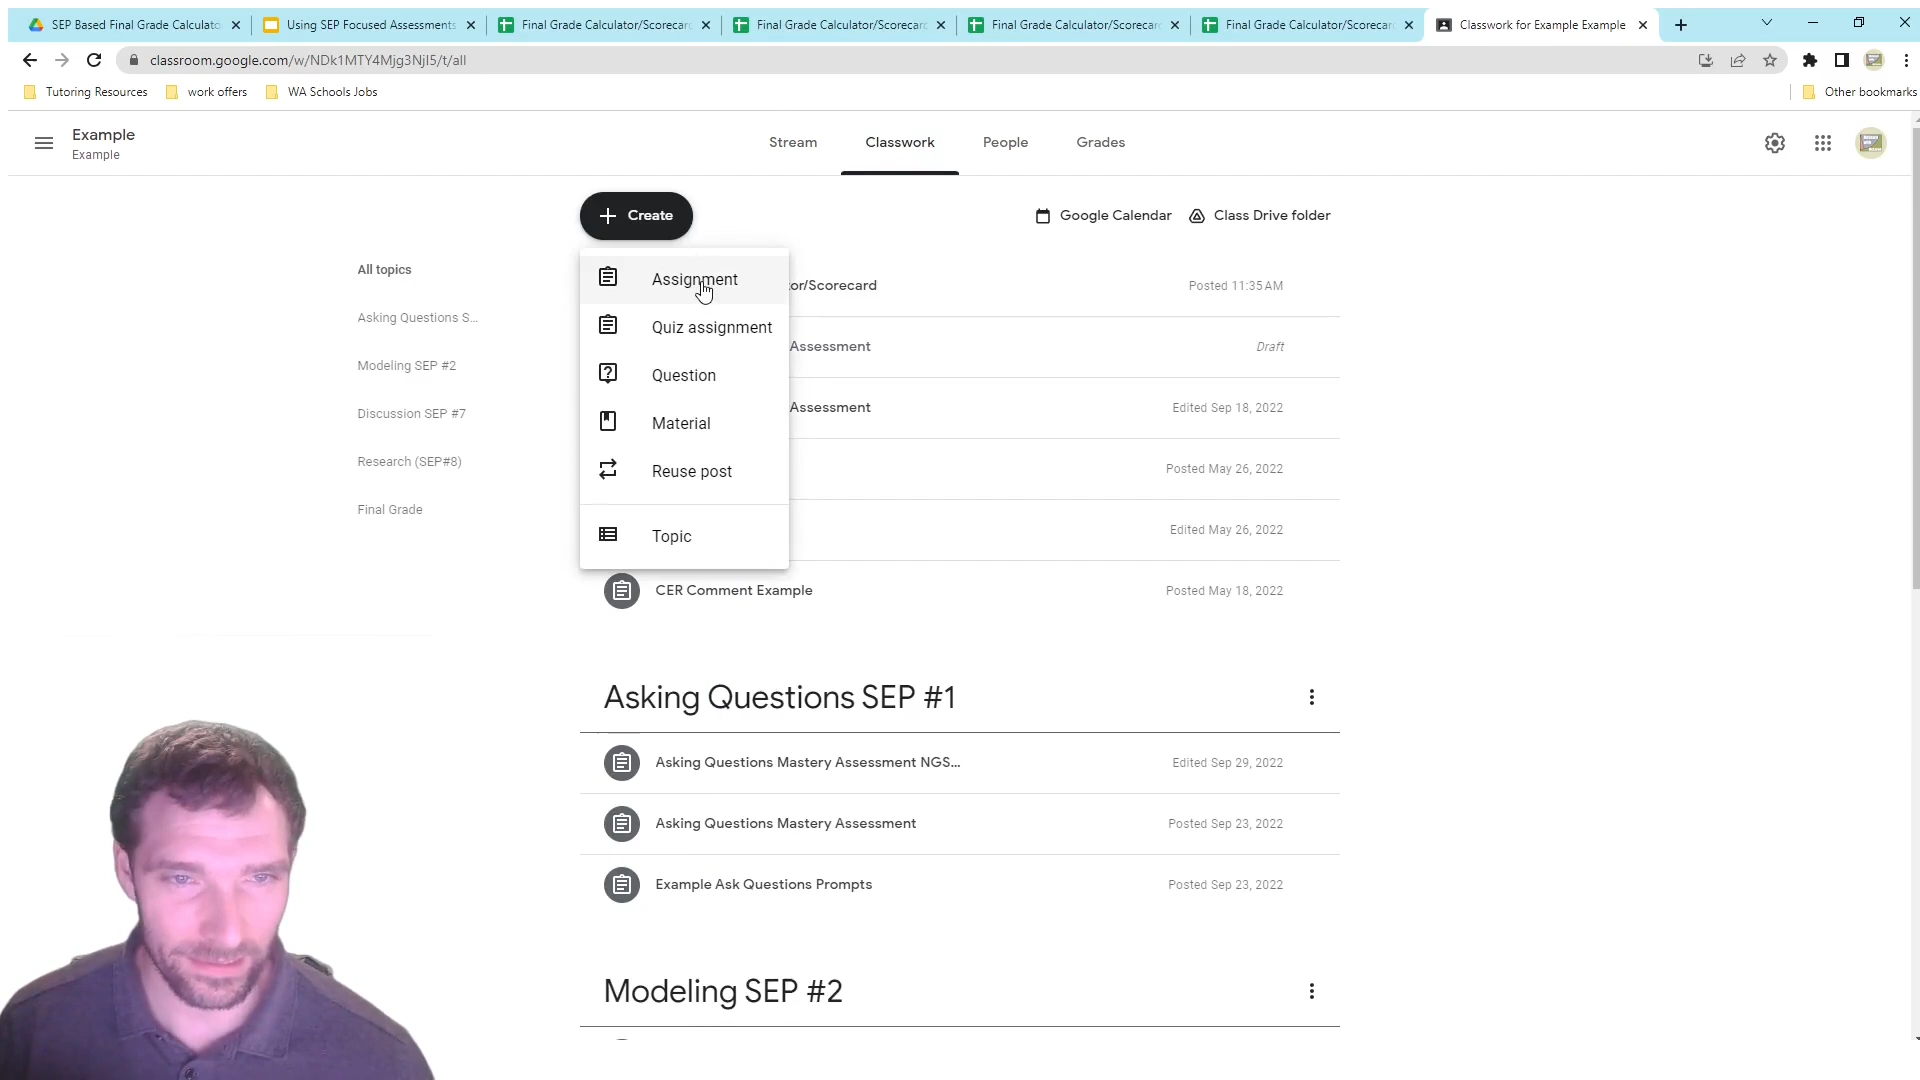 SEP Based Final Grade Calculato
Using SEP Focused Assessments
Final Grade Calculator/Scorecar
Final Grade Calculator/Scorecar
Final Grade Calculator/Scorecar
Final Grade Calculator/Scorecar
Classwork for Example Example
classroom.google.com/w/NDk1MTY4Mjg3NjI5/t/all
Tutoring Resources
work offers
WA Schools Jobs
Other bookmarks
Example
Example
Stream
Classwork
People
Grades
Create
Google Calendar
Class Drive folder
All topics
Asking Questions S...
Modeling SEP #2
Discussion SEP #7
Research (SEP#8)
Final Grade
Assignment
Quiz assignment
Question
Material
Reuse post
Topic
or/Scorecard
Posted 11:35 AM
Assessment
Draft
Assessment
Edited Sep 18, 2022
Posted May 26, 2022
Edited May 26, 2022
CER Comment Example
Posted May 18, 2022
Asking Questions SEP #1
Asking Questions Mastery Assessment NGS...
Edited Sep 29, 2022
Asking Questions Mastery Assessment
Posted Sep 23, 2022
Example Ask Questions Prompts
Posted Sep 23, 2022
Modeling SEP #2